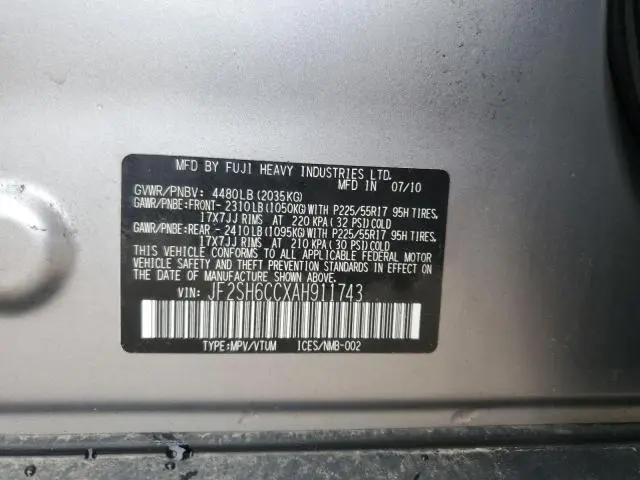 MFD BY FUJI HEAVY INDUSTRIES LTD.
MFD IN 07/10
GVWR/PNBV: 4480LB(2035KG)
GAWR/PNBE:FRONT- 2310LB(1050KG)WITH P225/55R17 95H TIRES,
17X7JJ RIMS AT 220 KPA(32 PSI)COLD
GAWR/PNBE:REAR - 2410LB(1095KG)WITH P225/55R17 95H TIRES,
17X7JJ RIMS AT 210 KPA(30 PSI)COLD
THIS VEHICLE CONFORMS TO ALL APPLICABLE FEDERAL MOTOR
VEHICLE SAFETY AND THEFT PREVENTION STANDARDS IN EFFECT ON
THE DATE OF MANUFACTURE SHOWN ABOVE.
VIN: JF2SH6CCXAH911743
TYPE:MPV/VTUM ICES/NMB-002